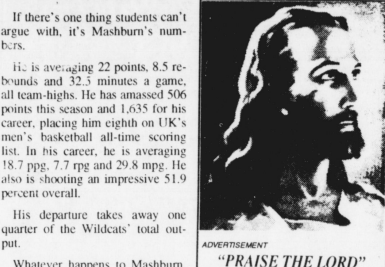 If there's one thing students can't
argue with, it's Mashburn's num-
bers.
He is averaging 22 points, 8.5 re-
bounds and 32.5 minutes a game,
all team-highs. He has amassed 506
points this season and 1,635 for his
career, placing him eighth on UK's
men's basketball all-time scoring
list. In his career, he is averaging
18.7 ppg, 7.7 rpg and 29.8 mpg. He
also is shooting an impressive 51.9
percent overall.
His departure takes away one
quarter of the Wildcats' total out-
put.
Whatever happens to Mashburn,
ADVERTISEMENT
"PRAISE THE LORD"